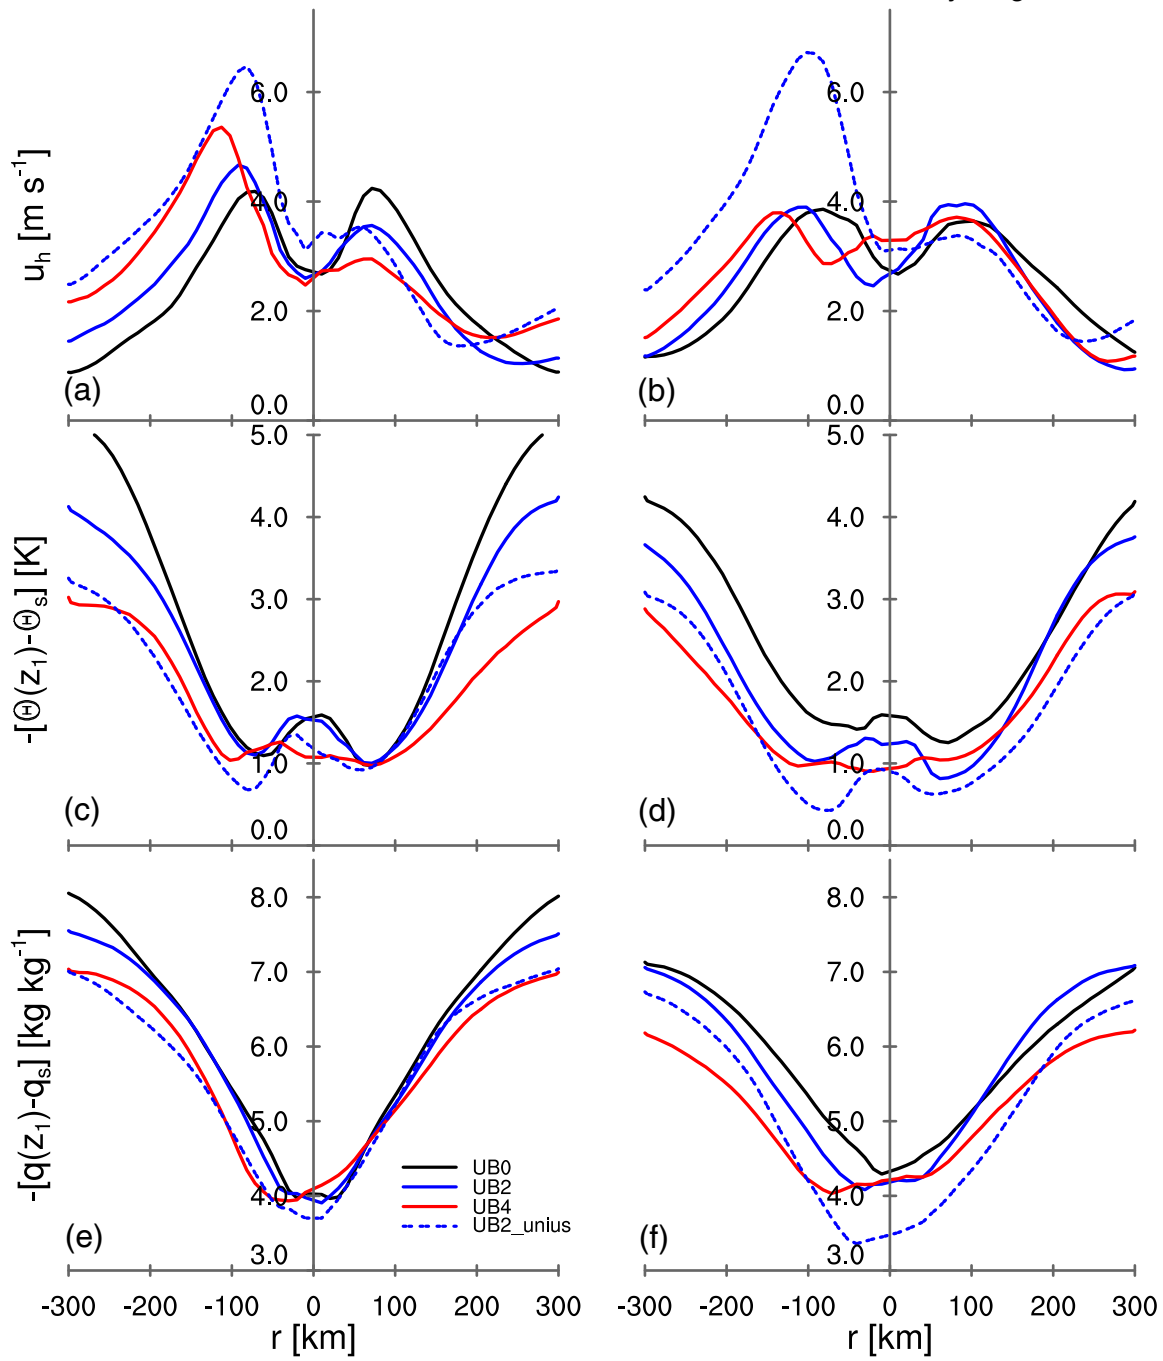 y g
6.0 6.0
4.0 4.0
2.0 2.0
0.0 0.0
u_h [m s⁻¹]
(a) (b)
5.0 5.0
4.0 4.0
3.0 3.0
2.0 2.0
1.0 1.0
0.0 0.0
-[Θ(z₁)-Θ_s] [K]
(c) (d)
8.0 8.0
7.0 7.0
6.0 6.0
5.0 5.0
4.0 4.0
3.0 3.0
-[q(z₁)-q_s] [kg kg⁻¹]
UB0
UB2
UB4
UB2_unius
(e) (f)
-300 -200 -100 0 100 200 300 -300 -200 -100 0 100 200 300
r [km] r [km]